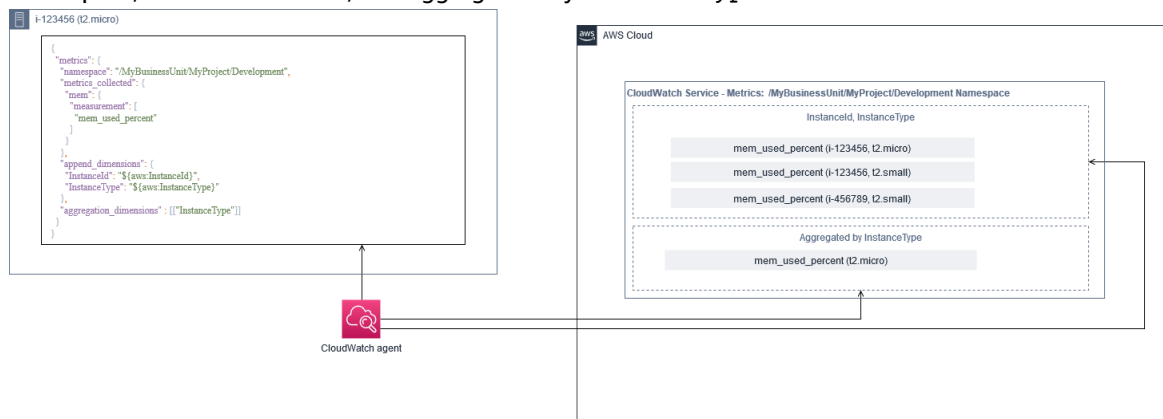 i-123456 (t2.micro)
{
"metrics": {
"namespace": "/MyBusinessUnit/MyProject/Development",
"metrics_collected": {
"mem": {
"measurement": [
"mem_used_percent"
]
}
},
"append_dimensions": {
"InstanceId": "${aws:InstanceId}",
"InstanceType": "${aws:InstanceType}"
},
"aggregation_dimensions" : [["InstanceType"]]
}
}
CloudWatch agent
aws
AWS Cloud
CloudWatch Service - Metrics: /MyBusinessUnit/MyProject/Development Namespace
InstanceId, InstanceType
mem_used_percent (i-123456, t2.micro)
mem_used_percent (i-123456, t2.small)
mem_used_percent (i-456789, t2.small)
Aggregated by InstanceType
mem_used_percent (t2.micro)